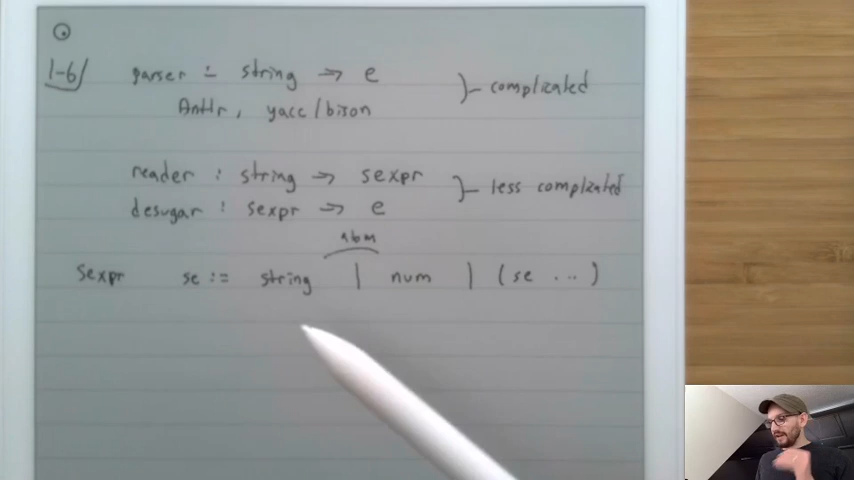 1-6/ parser : string → e }- complicated
Antlr, yacc/bison
reader : string → sexpr }- less complicated
desugar : sexpr → e
Sexpr se := string | num | (se ...)